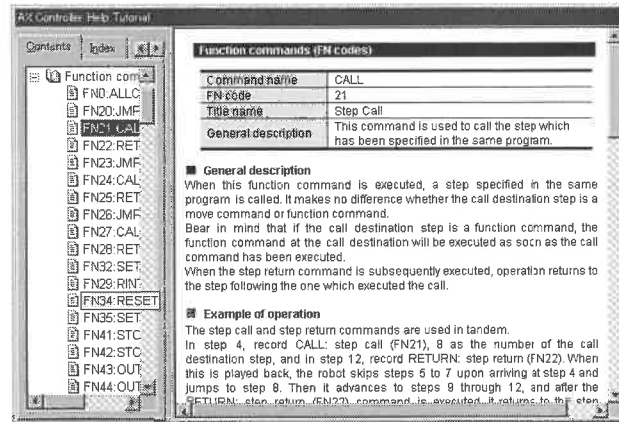 AX Controller Help Tutorial
Contents Index
Function com
FN0:ALLC
FN20:JMF
FN21:CAL
FN22:RET
FN23:JMF
FN24:CAL
FN25:RET
FN26:JMF
FN27:CAL
FN28:RET
FN32:SET
FN29:RIN
FN34:RESET
FN35:SET
FN41:STC
FN42:STC
FN43:OUT
FN44:OUT
Function commands (FN codes)
Command name CALL
FN code 21
Title name Step Call
General description This command is used to call the step which
has been specified in the same program.
■ General description
When this function command is executed, a step specified in the same
program is called. It makes no difference whether the call destination step is a
move command or function command.
Bear in mind that if the call destination step is a function command, the
function command at the call destination will be executed as soon as the call
command has been executed.
When the step return command is subsequently executed, operation returns to
the step following the one which executed the call.
■ Example of operation
The step call and step return commands are used in tandem.
In step 4, record CALL: step call (FN21), 8 as the number of the call
destination step, and in step 12, record RETURN: step return (FN22). When
this is played back, the robot skips steps 5 to 7 upon arriving at step 4 and
jumps to step 8. Then it advances to steps 9 through 12, and after the
RETURN: step return (FN22) command is executed it returns to the step